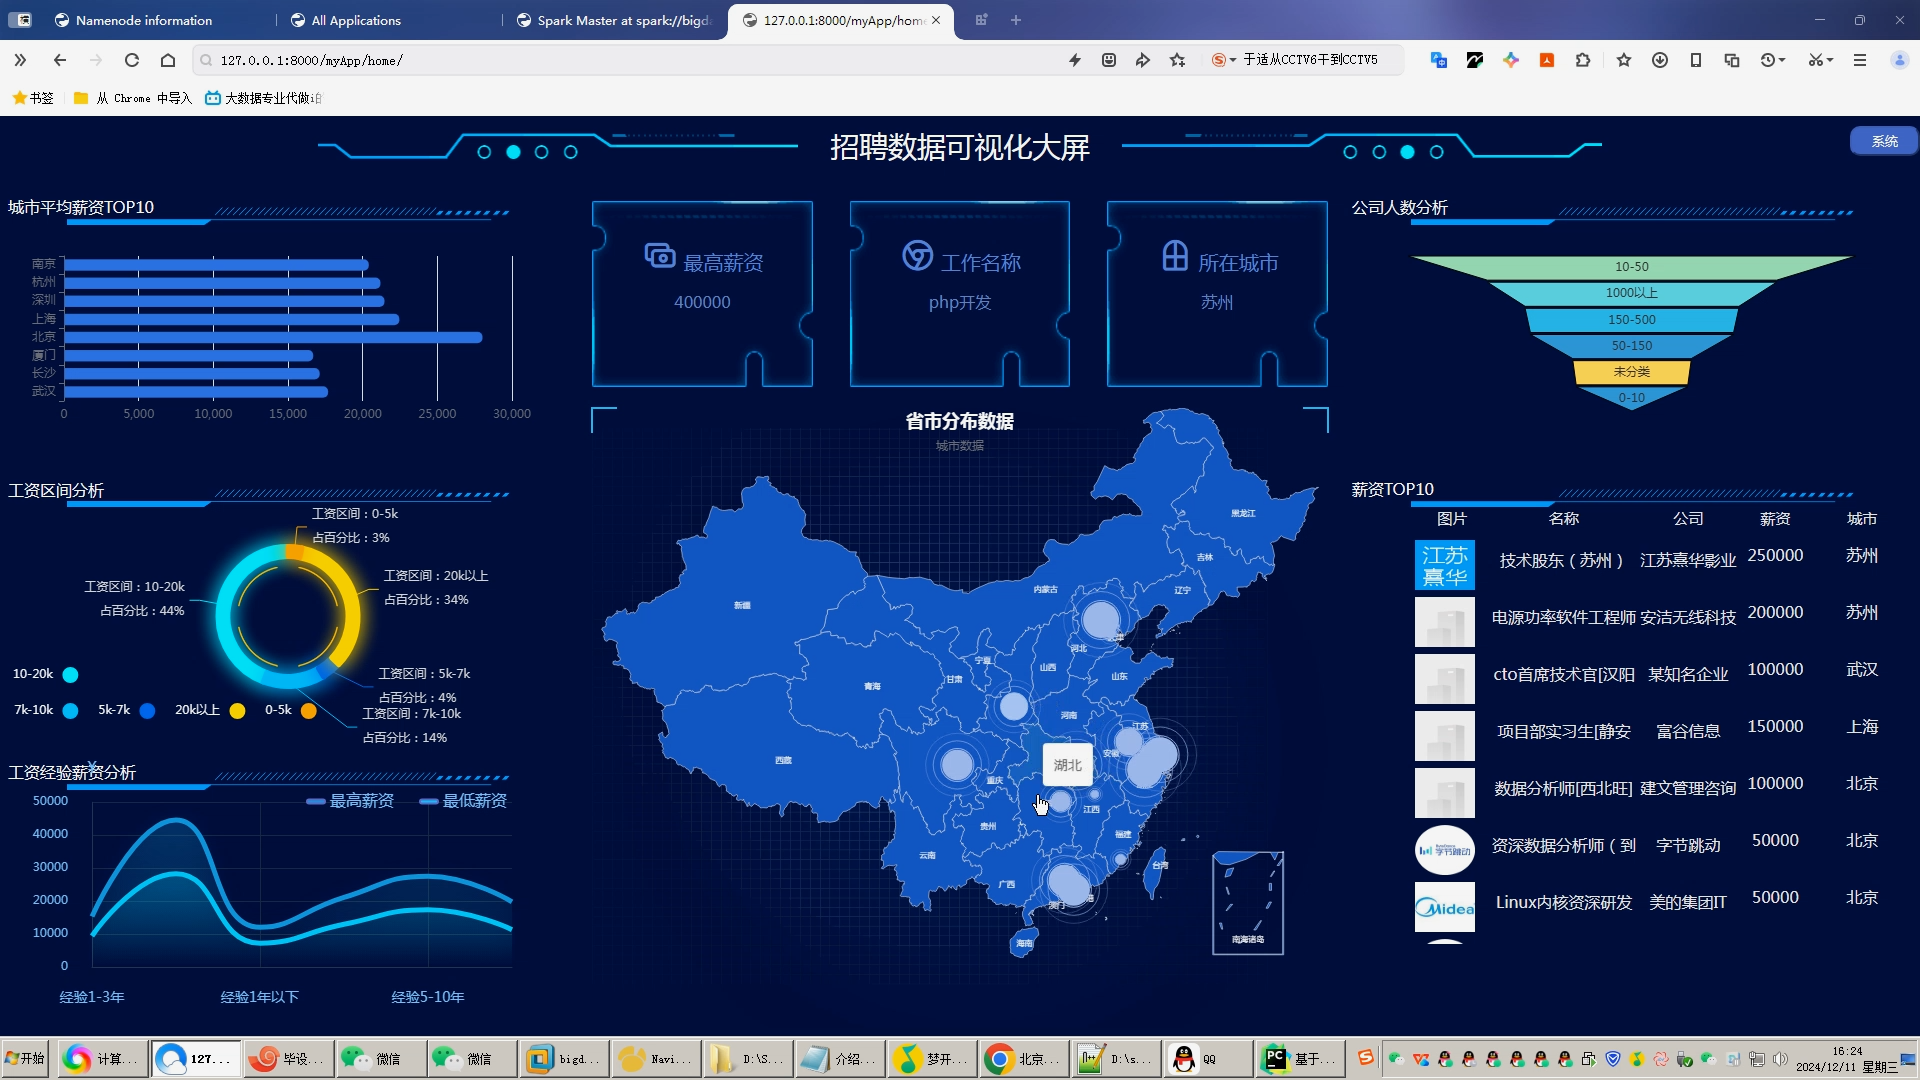 Namenode information
All Applications
Spark Master at spark://bigda
127.0.0.1:8000/myApp/home
127.0.0.1:8000/myApp/home/
于适从CCTV6干到CCTV5
书签
从 Chrome 中导入
大数据专业代做
招聘数据可视化大屏
系统
城市平均薪资TOP10
南京
杭州
深圳
上海
北京
厦门
长沙
武汉
0
5,000
10,000
15,000
20,000
25,000
30,000
工资区间分析
工资区间：0-5k
占百分比：3%
工资区间：20k以上
占百分比：34%
工资区间：10-20k
占百分比：44%
工资区间：5k-7k
占百分比：4%
工资区间：7k-10k
占百分比：14%
10-20k
7k-10k
5k-7k
20k以上
0-5k
工资经验薪资分析
最高薪资
最低薪资
50000
40000
30000
20000
10000
0
经验1-3年
经验1年以下
经验5-10年
最高薪资
400000
工作名称
php开发
所在城市
苏州
省市分布数据
城市数据
黑龙江
吉林
辽宁
内蒙古
新疆
河北
宁夏
山西
甘肃
山东
青海
河南
江苏
安徽
湖北
西藏
重庆
江西
贵州
福建
云南
台湾
广西
澳门
海南
南海诸岛
公司人数分析
10-50
1000以上
150-500
50-150
未分类
0-10
薪资TOP10
图片 名称 公司 薪资 城市
江苏
熹华
技术股东（苏州） 江苏熹华影业 250000 苏州
电源功率软件工程师 安洁无线科技 200000 苏州
cto首席技术官[汉阳 某知名企业 100000 武汉
项目部实习生[静安 富谷信息 150000 上海
数据分析师[西北旺] 建文管理咨询 100000 北京
字节跳动
资深数据分析师（到 字节跳动 50000 北京
Midea
Linux内核资深研发 美的集团IT 50000 北京
开始
计算...
127...
毕设...
微信
微信
bigd...
Navi...
D:\S...
介绍...
梦开...
北京...
D:\s...
QQ
基于...
16:24
2024/12/11 星期三